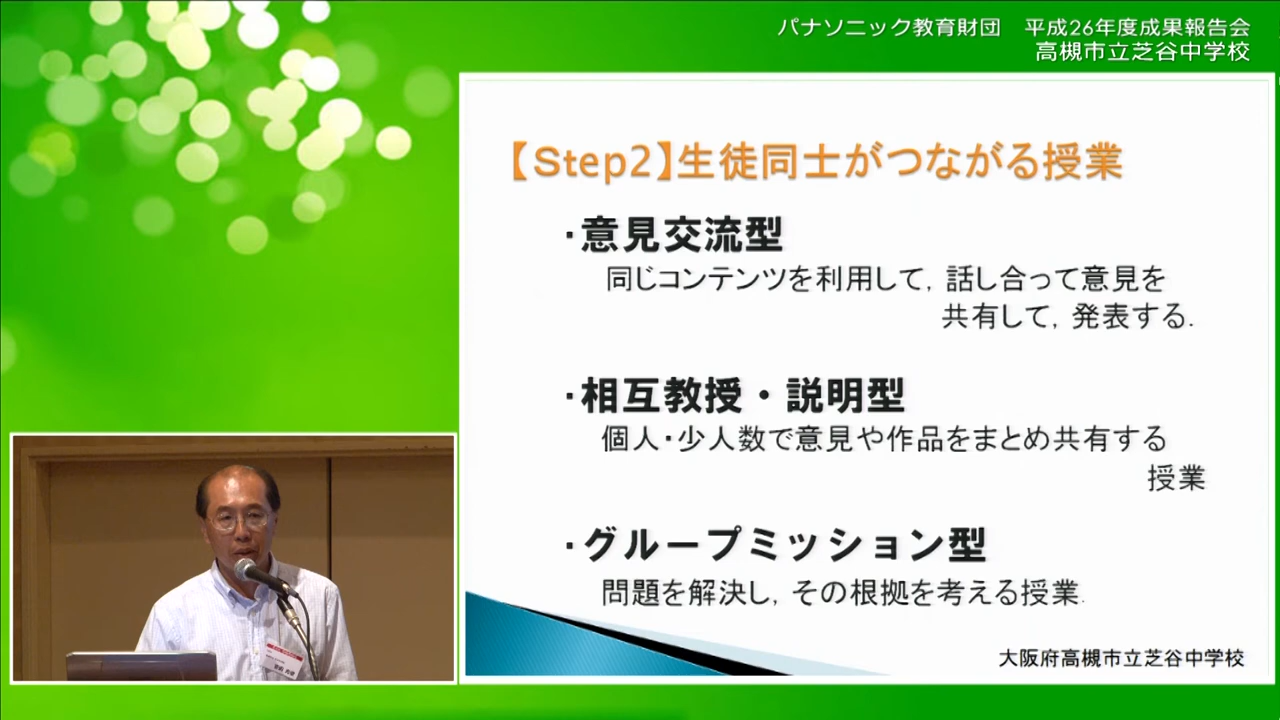 パナソニック教育財団　平成26年度成果報告会
高槻市立芝谷中学校
【Step2】生徒同士がつながる授業
・意見交流型
同じコンテンツを利用して，話し合って意見を
共有して，発表する．
・相互教授・説明型
個人・少人数で意見や作品をまとめ共有する
授業
・グループミッション型
問題を解決し，その根拠を考える授業．
大阪府高槻市立芝谷中学校